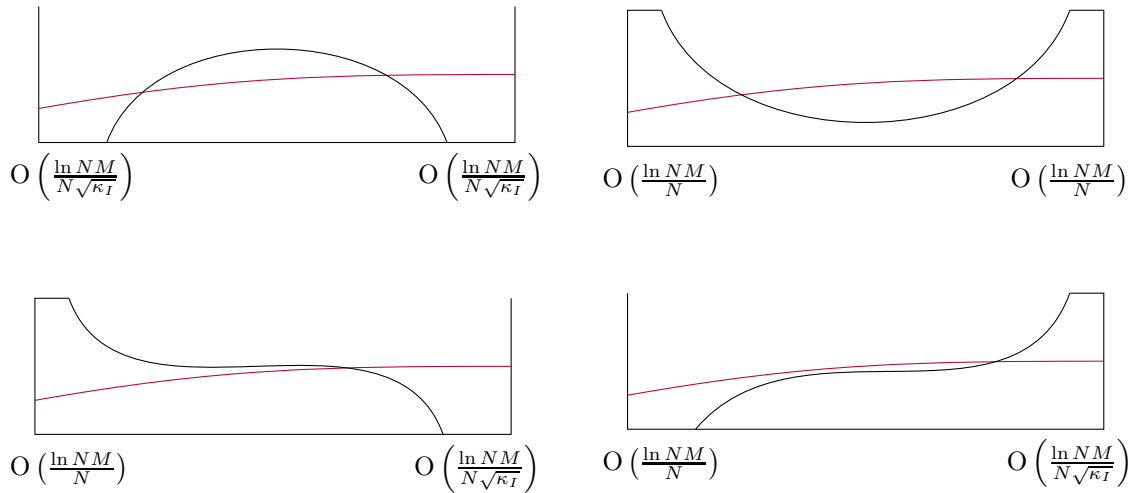 O ( ln NM / N√κ_I ) O ( ln NM / N√κ_I )
O ( ln NM / N ) O ( ln NM / N )
O ( ln NM / N ) O ( ln NM / N√κ_I )
O ( ln NM / N ) O ( ln NM / N√κ_I )